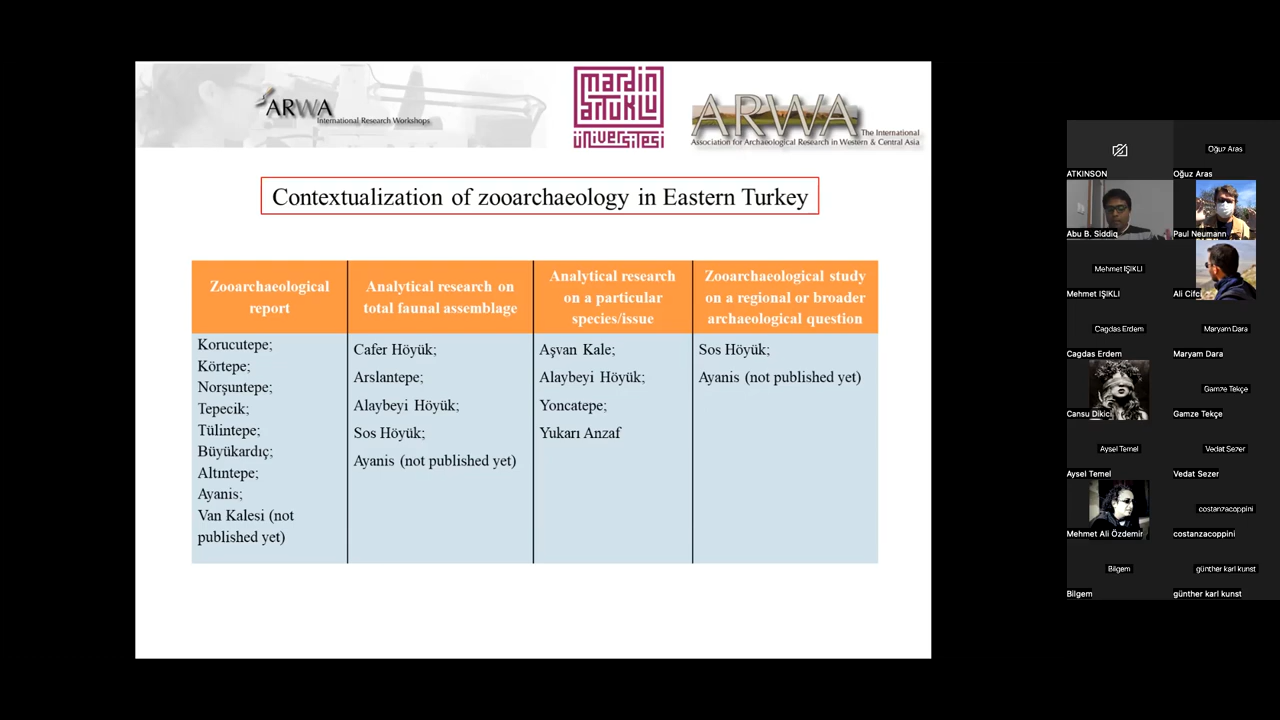 ARWA
International Research Workshops
mardin
artuklu
üniversitesi
ARWA
The International
Association for Archaeological Research in Western & Central Asia
Contextualization of zooarchaeology in Eastern Turkey
Zooarchaeological
report
Analytical research on
total faunal assemblage
Analytical research
on a particular
species/issue
Zooarchaeological study
on a regional or broader
archaeological question
Korucutepe;
Körtepe;
Norşuntepe;
Tepecik;
Tülintepe;
Büyükardıç;
Altıntepe;
Ayanis;
Van Kalesi (not
published yet)
Cafer Höyük;
Arslantepe;
Alaybeyi Höyük;
Sos Höyük;
Ayanis (not published yet)
Aşvan Kale;
Alaybeyi Höyük;
Yoncatepe;
Yukarı Anzaf
Sos Höyük;
Ayanis (not published yet)
ATKINSON
Oğuz Aras
Oğuz Aras
Abu B. Siddiq
Paul Neumann
Mehmet IŞIKLI
Mehmet IŞIKLI
Ali Cifc
Cagdas Erdem
Cagdas Erdem
Maryam Dara
Maryam Dara
Cansu Dikici
Gamze Tekçe
Gamze Tekçe
Aysel Temel
Aysel Temel
Vedat Sezer
Vedat Sezer
Mehmet Ali Özdemir
costanzacoppini
costanzacoppini
Bilgem
Bilgem
günther karl kunst
günther karl kunst